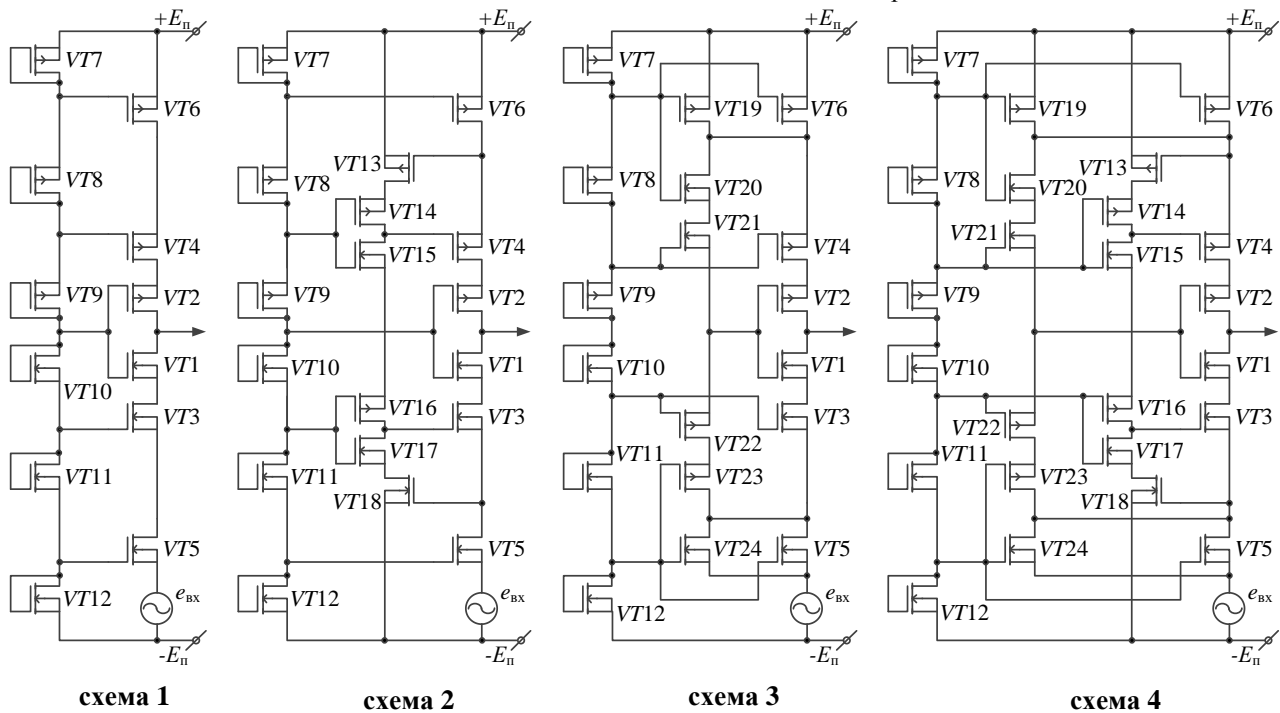 +Eп
VT7
VT6
VT8
VT4
VT9
VT2
VT1
VT10
VT3
VT11
VT5
VT12
eвх
-Eп
схема 1
+Eп
VT7
VT6
VT13
VT8
VT14
VT4
VT15
VT9
VT2
VT10
VT1
VT16
VT3
VT17
VT11
VT18
VT5
VT12
eвх
-Eп
схема 2
+Eп
VT7
VT19
VT6
VT8
VT20
VT21
VT4
VT9
VT2
VT10
VT1
VT3
VT22
VT11
VT23
VT24
VT5
VT12
eвх
-Eп
схема 3
+Eп
VT7
VT19
VT6
VT13
VT8
VT20
VT14
VT21
VT4
VT15
VT9
VT2
VT10
VT1
VT16
VT3
VT22
VT17
VT11
VT23
VT18
VT24
VT5
VT12
eвх
-Eп
схема 4